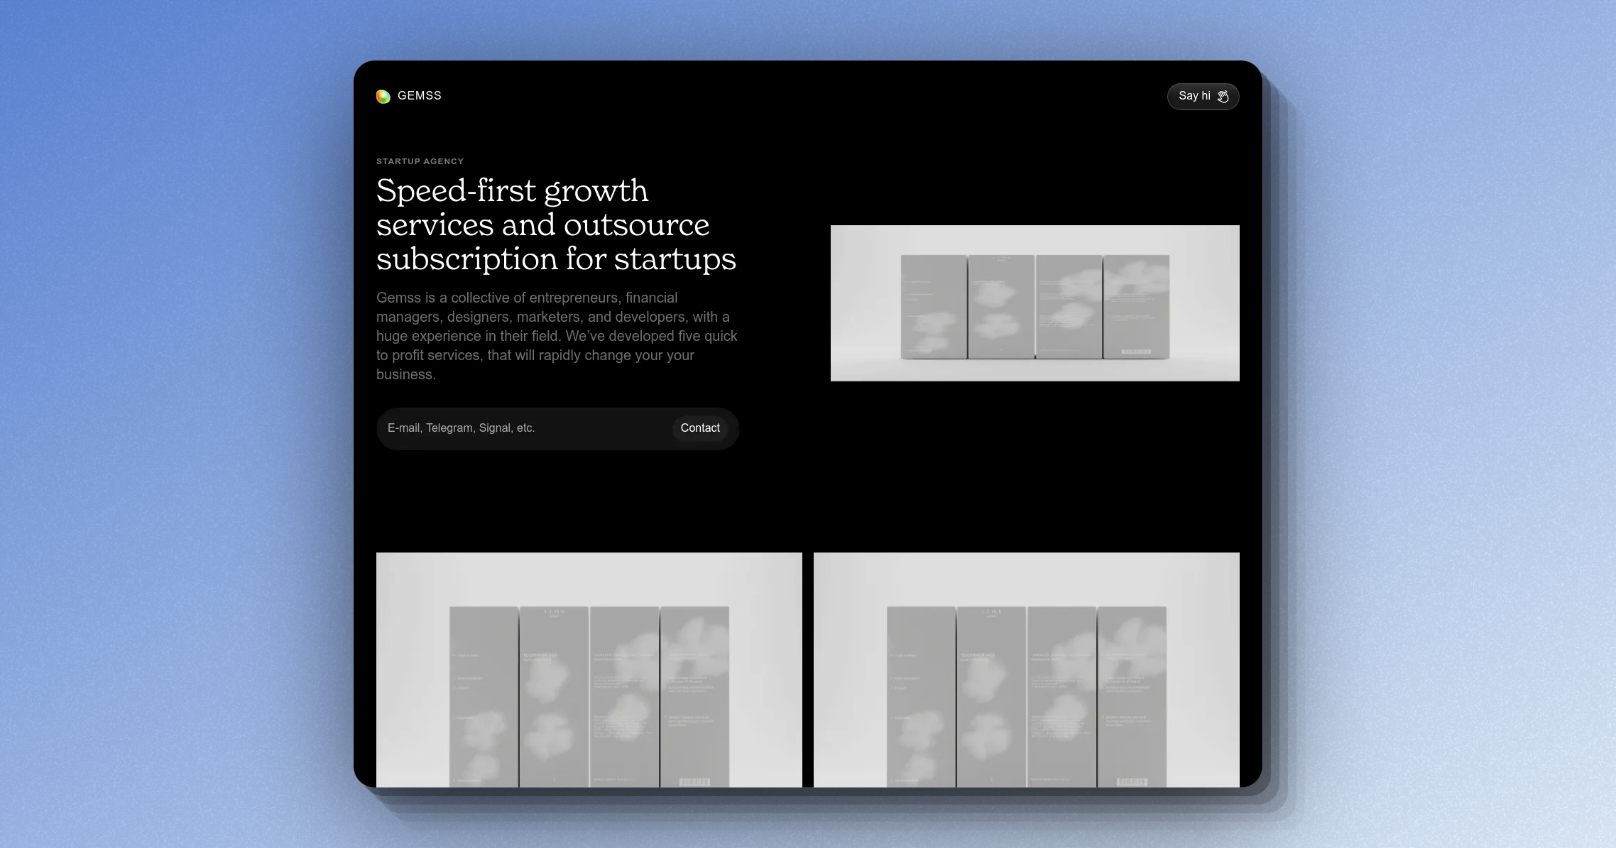 GEMSS
Say hi
STARTUP AGENCY
Speed-first growth
services and outsource
subscription for startups
Gemss is a collective of entrepreneurs, financial
managers, designers, marketers, and developers, with a
huge experience in their field. We've developed five quick
to profit services, that will rapidly change your your
business.
E-mail, Telegram, Signal, etc.
Contact